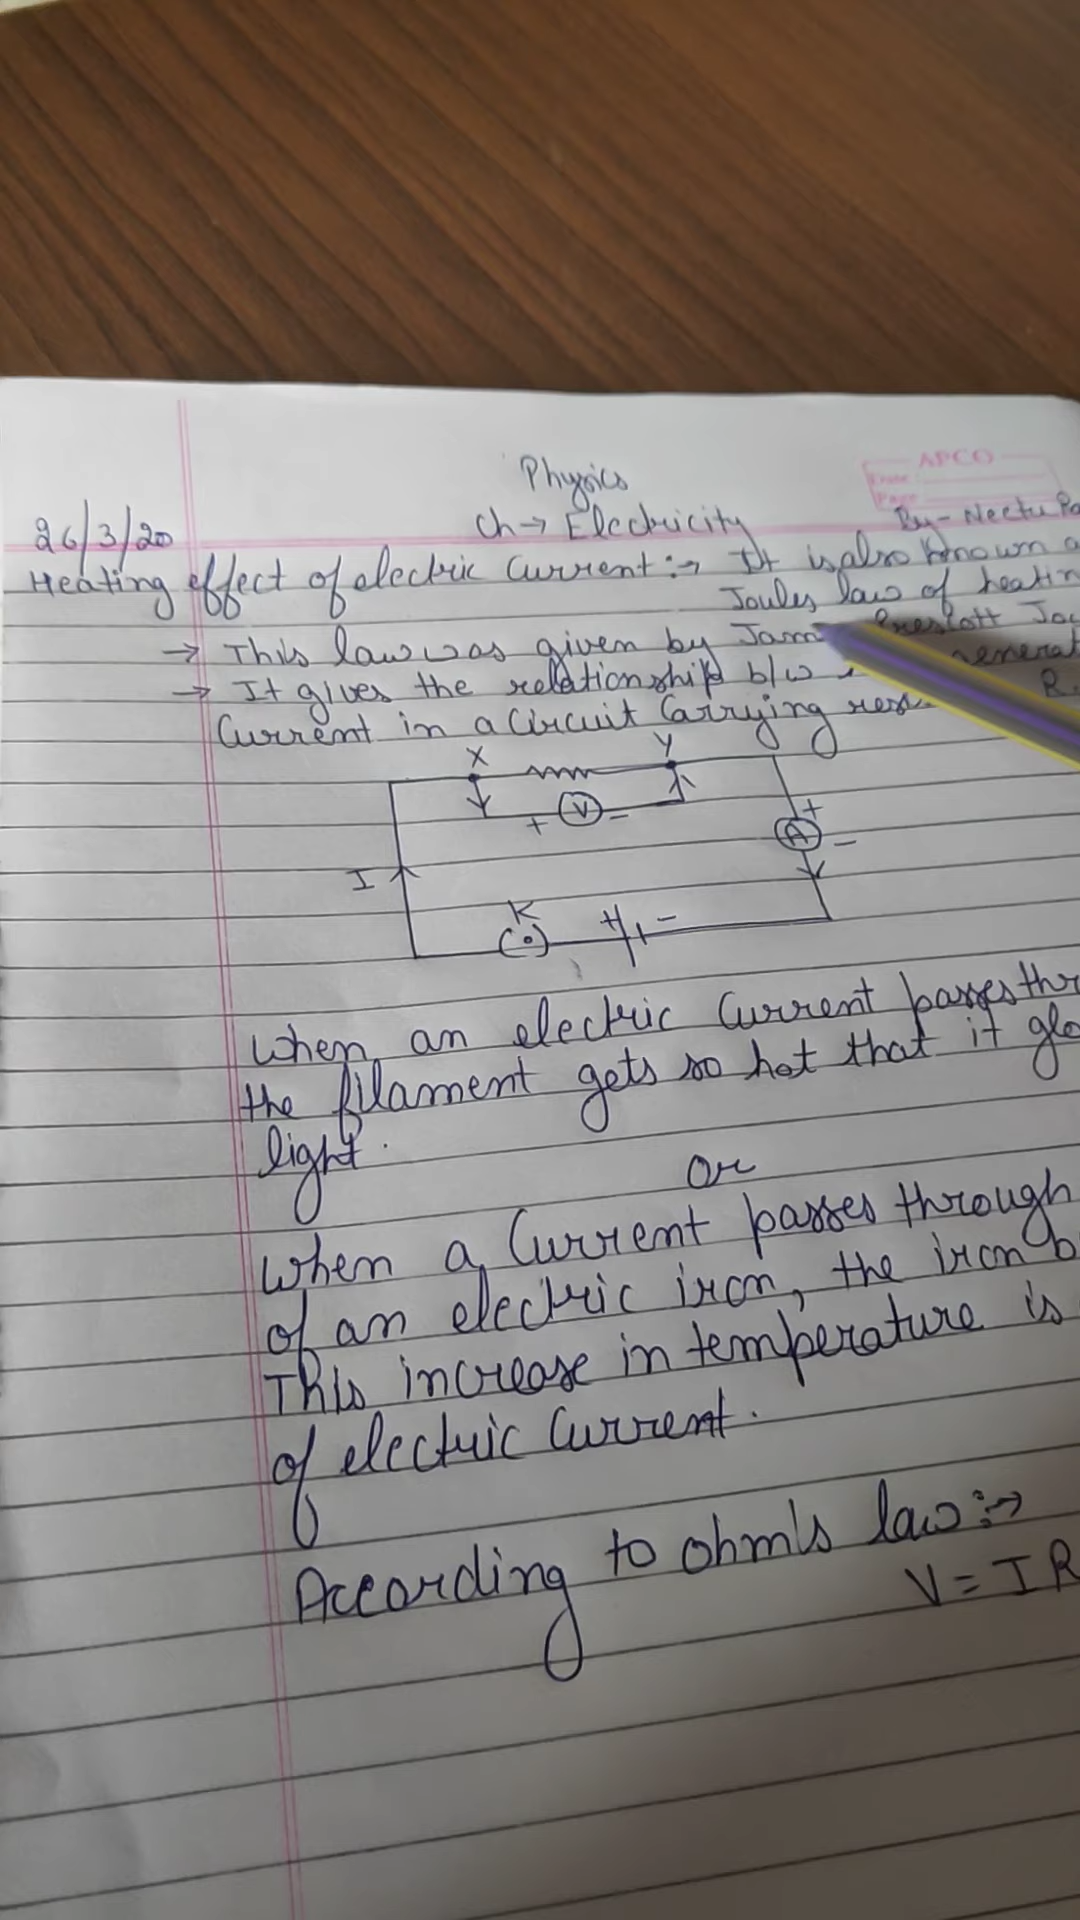 Physics
APCO
Date
Page
26/3/20
Ch→ Electricity
By- Neetu
Heating effect of electric Current:→ It is also known
Joules law of
→ This law was given by Prescott
→ It gives the relationship b/w
R.
Current in a Circuit Carrying
X
Y
+ V -
+
A
-
I
K
+ -
When an electric Current passes
the filament gets so hot that it
light.
Or
When a Current passes through
of an electric iron, the iron
This increase in temperature is
of electric Current.
According to ohm's law:→
V = I R